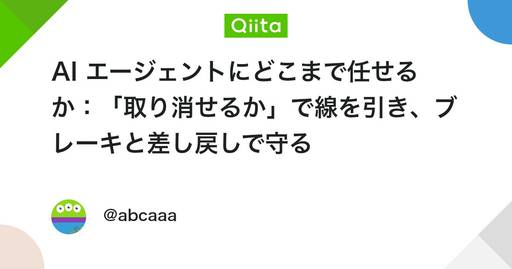 Qiita
AI エージェントにどこまで任せる
か：「取り消せるか」で線を引き、ブ
レーキと差し戻しで守る
@abcaaa